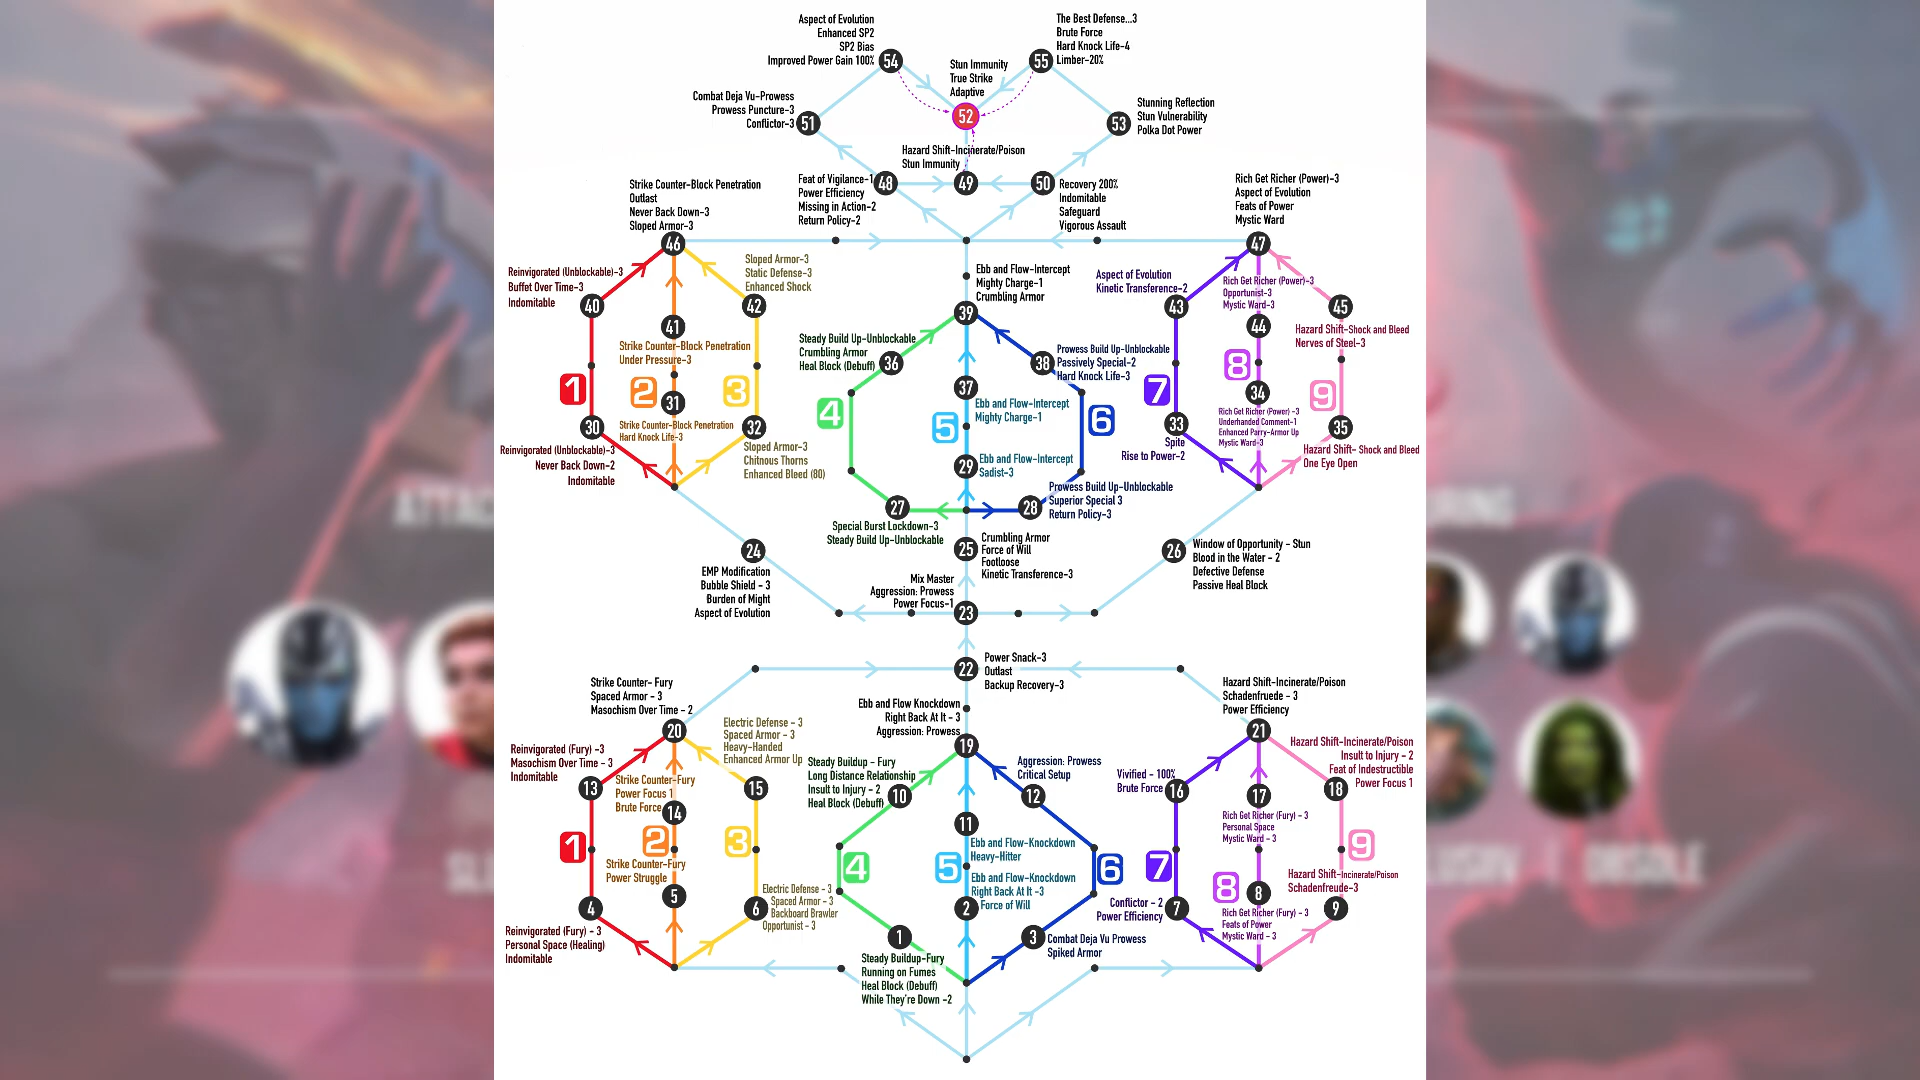 Aspect of Evolution
Enhanced SP2
SP2 Bias
Improved Power Gain 100%
54
The Best Defense...3
Brute Force
Hard Knock Life-4
Limber-20%
55
Stun Immunity
True Strike
Adaptive
52
Combat Deja Vu-Prowess
Prowess Puncture-3
Conflictor-3
51
Stunning Reflection
Stun Vulnerability
Polka Dot Power
53
Hazard Shift-Incinerate/Poison
Stun Immunity
49
Feat of Vigilance-1
Power Efficiency
Missing in Action-2
Return Policy-2
48
50
Recovery 200%
Indomitable
Safeguard
Vigorous Assault
Strike Counter-Block Penetration
Outlast
Never Back Down-3
Sloped Armor-3
46
Rich Get Richer (Power)-3
Aspect of Evolution
Feats of Power
Mystic Ward
47
Reinvigorated (Unblockable)-3
Buffet Over Time-3
Indomitable
40
Sloped Armor-3
Static Defense-3
Enhanced Shock
42
41
Strike Counter-Block Penetration
Under Pressure-3
1
2
3
31
Strike Counter-Block Penetration
Hard Knock Life-3
30
Reinvigorated (Unblockable)-3
Never Back Down-2
Indomitable
32
Sloped Armor-3
Chitnous Thorns
Enhanced Bleed (80)
Ebb and Flow-Intercept
Mighty Charge-1
Crumbling Armor
39
Steady Build Up-Unblockable
Crumbling Armor
Heal Block (Debuff)
36
38
Prowess Build Up-Unblockable
Passively Special-2
Hard Knock Life-3
37
Ebb and Flow-Intercept
Mighty Charge-1
4
5
6
29
Ebb and Flow-Intercept
Sadist-3
27
Special Burst Lockdown-3
Steady Build Up-Unblockable
28
Prowess Build Up-Unblockable
Superior Special 3
Return Policy-3
Aspect of Evolution
Kinetic Transference-2
43
Rich Get Richer (Power)-3
Opportunist-3
Mystic Ward-3
44
45
Hazard Shift-Shock and Bleed
Nerves of Steel-3
7
8
9
34
Rich Get Richer (Power) -3
Underhanded Comment-1
Enhanced Parry-Armor Up
Mystic Ward-3
33
Spite
Rise to Power-2
35
Hazard Shift- Shock and Bleed
One Eye Open
24
EMP Modification
Bubble Shield - 3
Burden of Might
Aspect of Evolution
25
Crumbling Armor
Force of Will
Footloose
Kinetic Transference-3
26
Window of Opportunity - Stun
Blood in the Water - 2
Defective Defense
Passive Heal Block
Mix Master
Aggression: Prowess
Power Focus-1
23
22
Power Snack-3
Outlast
Backup Recovery-3
Strike Counter- Fury
Spaced Armor - 3
Masochism Over Time - 2
20
Ebb and Flow Knockdown
Right Back At It - 3
Aggression: Prowess
19
Hazard Shift-Incinerate/Poison
Schadenfruede - 3
Power Efficiency
21
Reinvigorated (Fury) -3
Masochism Over Time - 3
Indomitable
13
Strike Counter-Fury
Power Focus 1
Brute Force
14
Electric Defense - 3
Spaced Armor - 3
Heavy-Handed
Enhanced Armor Up
15
1
2
3
Strike Counter-Fury
Power Struggle
5
4
Reinvigorated (Fury) - 3
Personal Space (Healing)
Indomitable
6
Electric Defense - 3
Spaced Armor - 3
Backboard Brawler
Opportunist - 3
Steady Buildup - Fury
Long Distance Relationship
Insult to Injury - 2
Heal Block (Debuff)
10
Aggression: Prowess
Critical Setup
12
11
Ebb and Flow-Knockdown
Heavy-Hitter
4
5
6
Ebb and Flow-Knockdown
Right Back At It -3
Force of Will
2
1
Steady Buildup-Fury
Running on Fumes
Heal Block (Debuff)
While They're Down -2
3
Combat Deja Vu Prowess
Spiked Armor
Vivified - 100%
Brute Force
16
17
Rich Get Richer (Fury) - 3
Personal Space
Mystic Ward - 3
Hazard Shift-Incinerate/Poison
Insult to Injury - 2
Feat of Indestructible
Power Focus 1
18
7
8
9
Conflictor - 2
Power Efficiency
7
8
Rich Get Richer (Fury) - 3
Feats of Power
Mystic Ward - 3
Hazard Shift-Incinerate/Poison
Schadenfreude-3
9